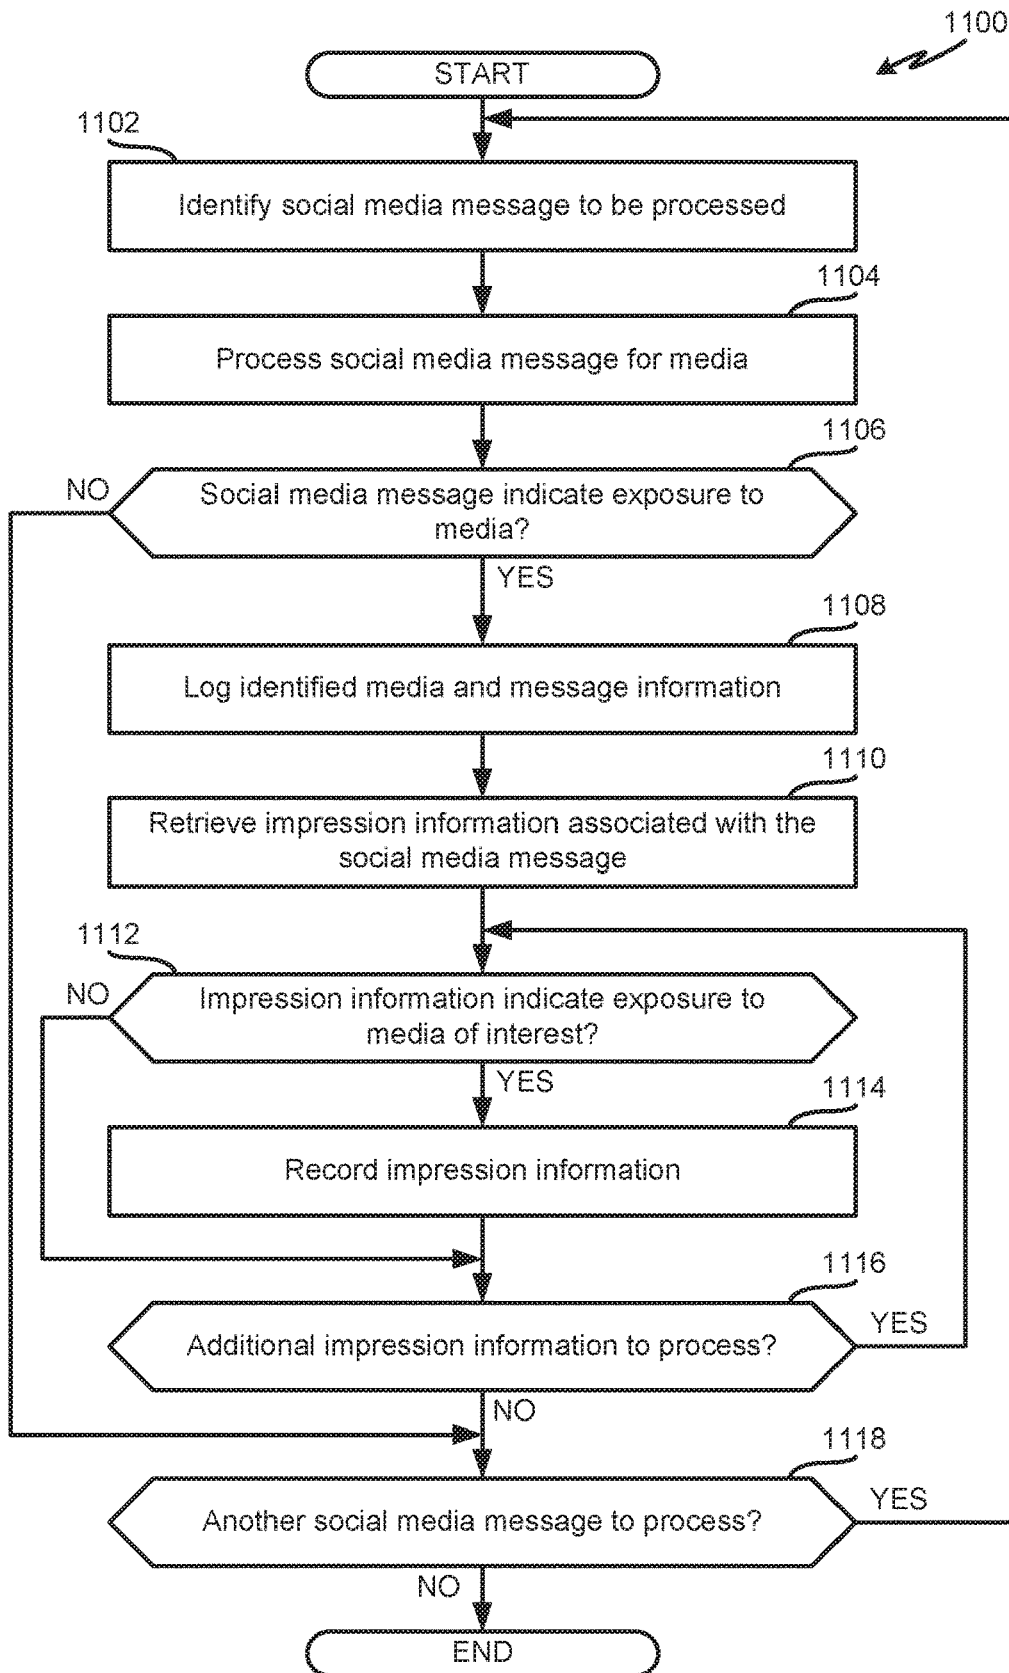 1100
START
1102
Identify social media message to be processed
1104
Process social media message for media
1106
NO
Social media message indicate exposure to
media?
YES
1108
Log identified media and message information
1110
Retrieve impression information associated with the
social media message
1112
NO
Impression information indicate exposure to
media of interest?
YES
1114
Record impression information
1116
Additional impression information to process?
YES
NO
1118
Another social media message to process?
YES
NO
END